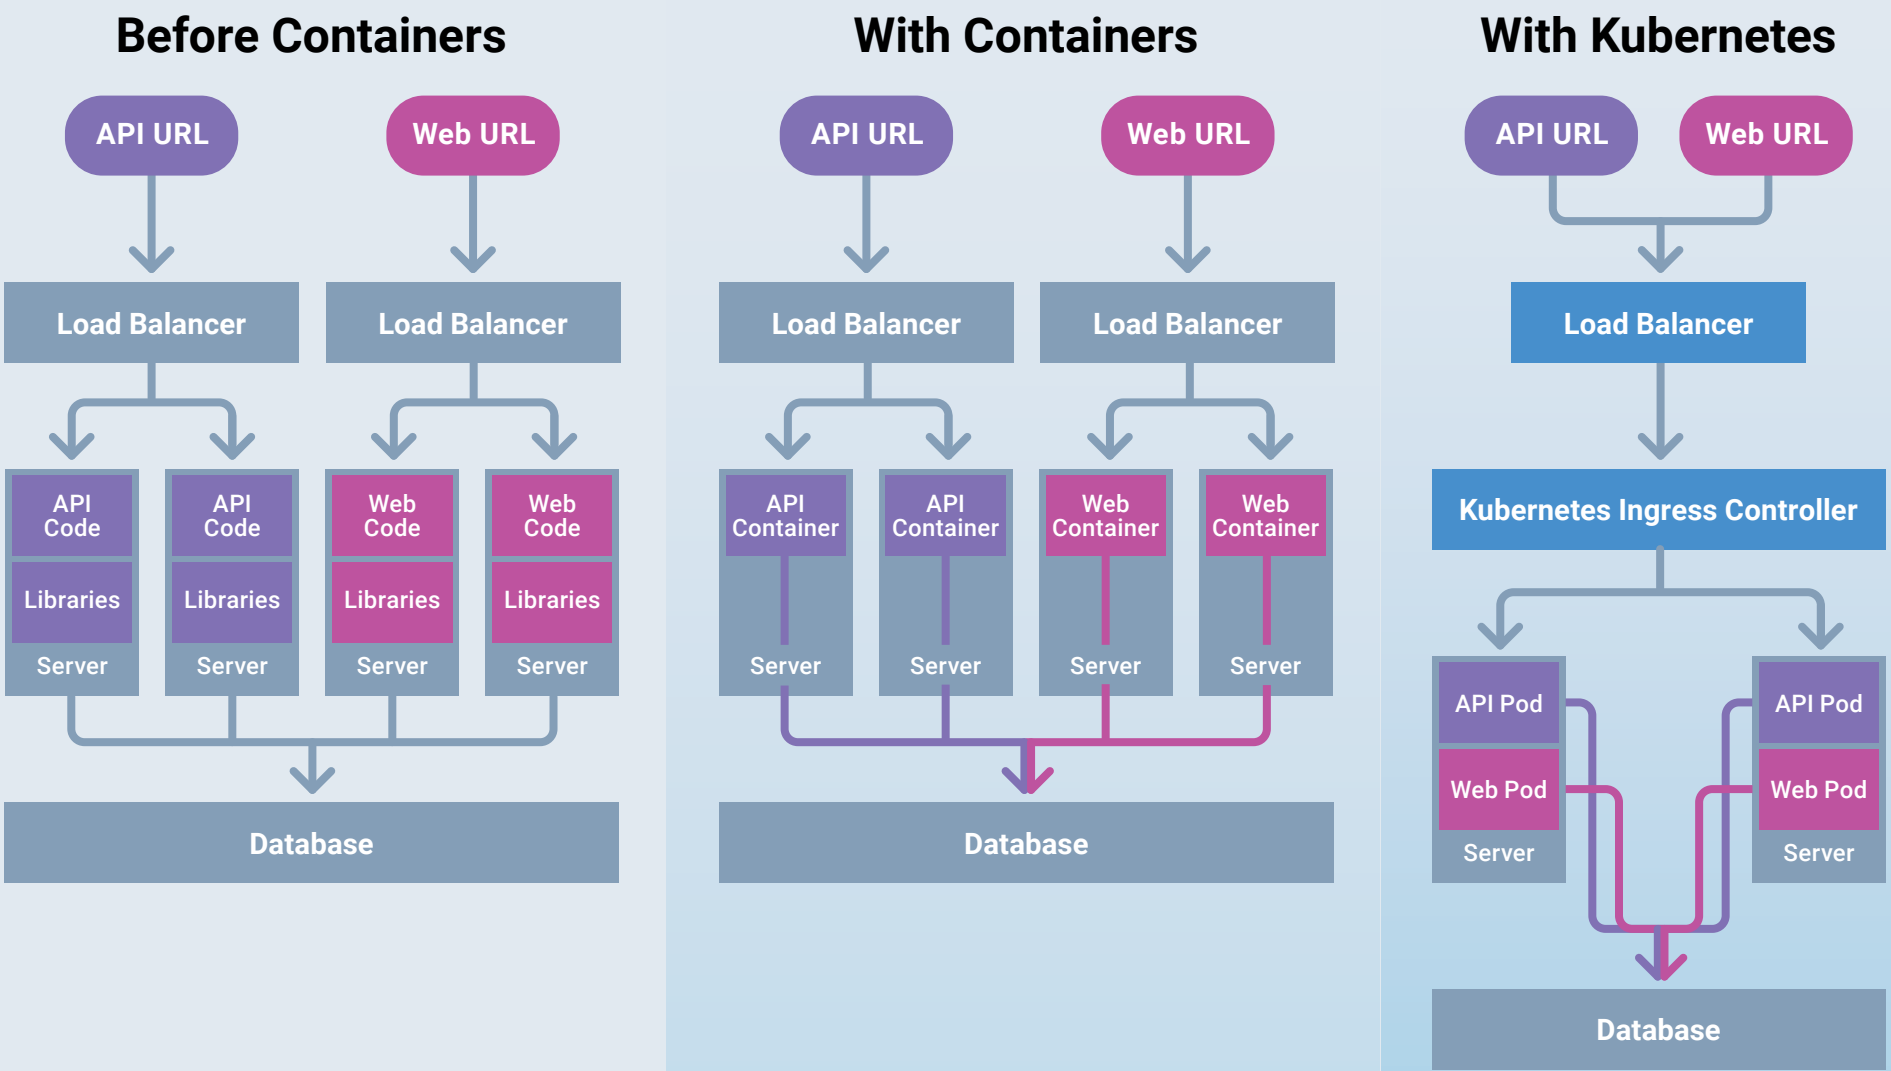 Before Containers
API URL
Web URL
Load Balancer
Load Balancer
API
Code
Libraries
Server
API
Code
Libraries
Server
Web
Code
Libraries
Server
Web
Code
Libraries
Server
Database
With Containers
API URL
Web URL
Load Balancer
Load Balancer
API
Container
Server
API
Container
Server
Web
Container
Server
Web
Container
Server
Database
With Kubernetes
API URL
Web URL
Load Balancer
Kubernetes Ingress Controller
API Pod
Web Pod
Server
API Pod
Web Pod
Server
Database